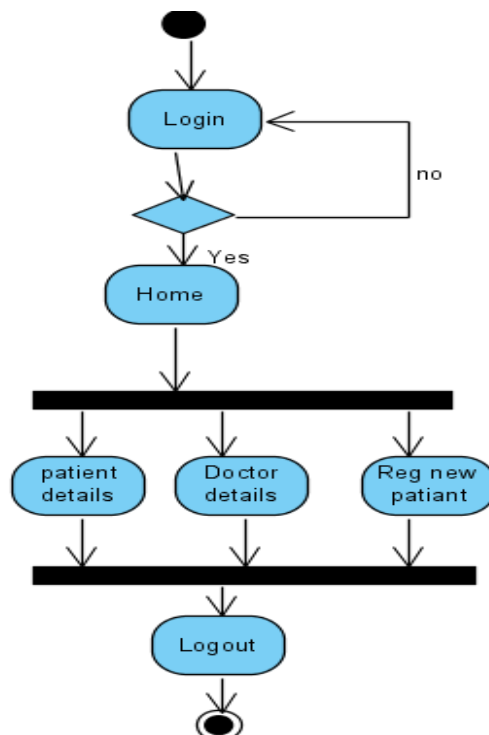 Login
no
Yes
Home
patient
details
Doctor
details
Reg new
patiant
Logout